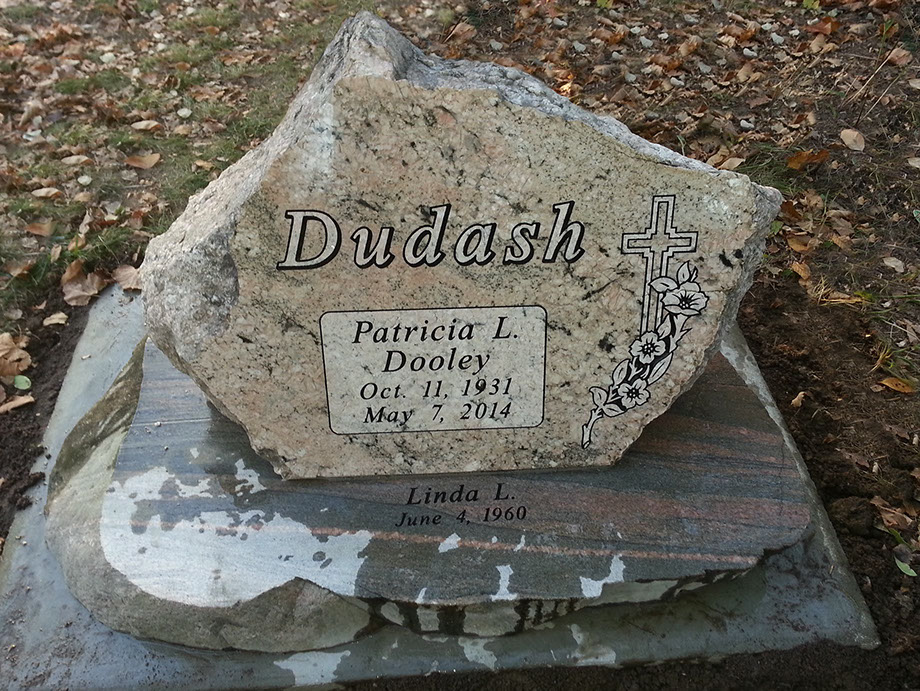 Dudash
Patricia L.
Dooley
Oct. 11, 1931
May 7, 2014
Linda L.
June 4, 1960